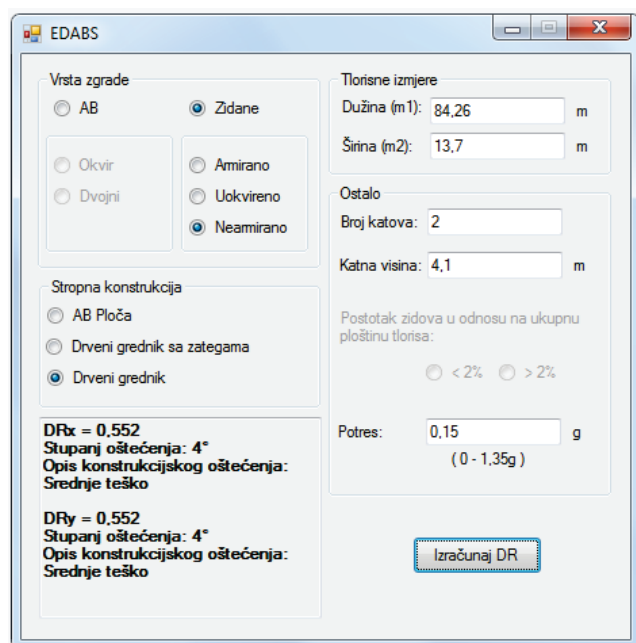 EDABS
Vrsta zgrade
AB
Zidane
Okvir
Dvojni
Armirano
Uokvireno
Nearmirano
Stropna konstrukcija
AB Ploča
Drveni grednik sa zategama
Drveni grednik
DRx = 0,552
Stupanj oštećenja: 4°
Opis konstrukcijskog oštećenja:
Srednje teško
DRy = 0,552
Stupanj oštećenja: 4°
Opis konstrukcijskog oštećenja:
Srednje teško
Tlorisne izmjere
Dužina (m1): 84,26 m
Širina (m2): 13,7 m
Ostalo
Broj katova: 2
Katna visina: 4,1 m
Postotak zidova u odnosu na ukupnu
ploštinu tlorisa:
< 2% > 2%
Potres: 0,15 g
( 0 - 1,35g )
Izračunaj DR